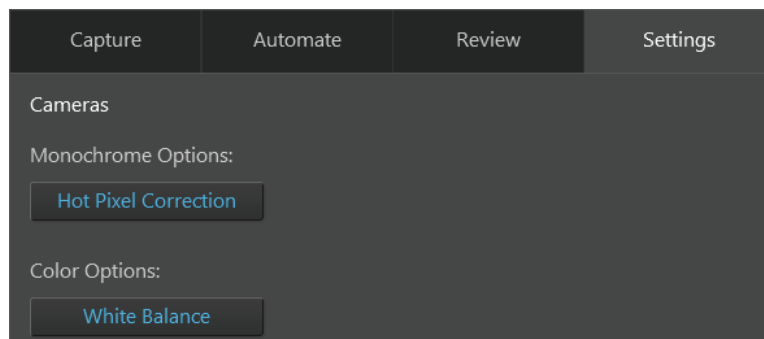 Capture Automate Review Settings
Cameras
Monochrome Options:
Hot Pixel Correction
Color Options:
White Balance